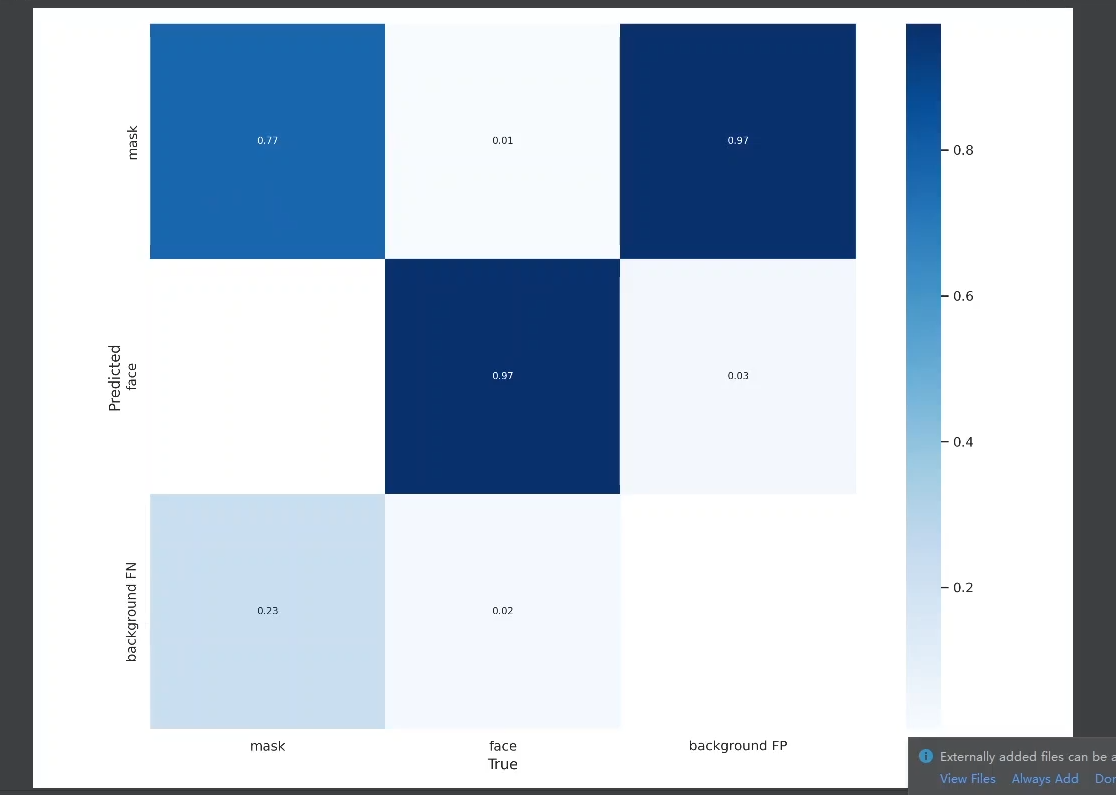 mask
0.77
0.01
0.97
0.8
0.6
Predicted
face
0.97
0.03
0.4
background FN
0.23
0.02
0.2
mask
face
background FP
True
Externally added files can be a
View Files
Always Add
Dor